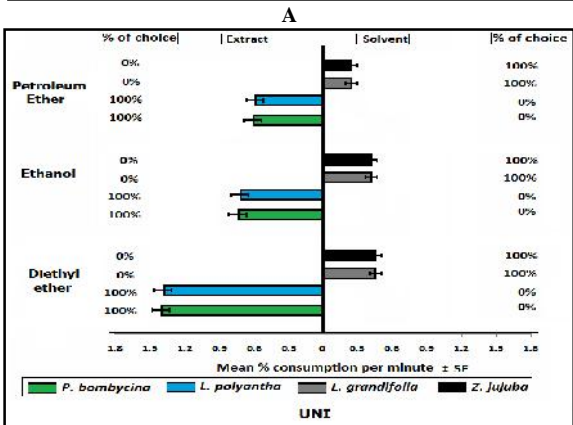 A
% of choice| | Extract | Solvent| |% of choice
Petroleum
Ether
0% 100%
0% 100%
100% 0%
100% 0%
Ethanol
0% 100%
0% 100%
100% 0%
100% 0%
Diethyl
ether
0% 100%
0% 100%
100% 0%
100% 0%
1.8 1.5 1.2 0.9 0.6 0.3 0 0.3 0.6 0.9 1.2 1.5 1.8
Mean % consumption per minute ± SE
P. bombycina L. polyantha L. grandifolia Z. jujuba
UNI